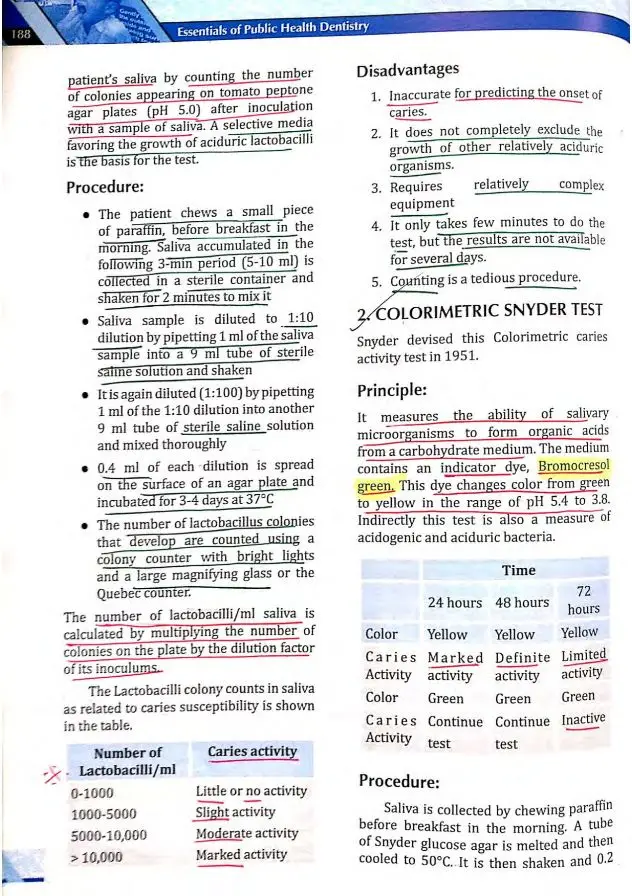 188
Essentials of Public Health Dentistry
patient's saliva by counting the number
of colonies appearing on tomato peptone
agar plates (pH 5.0) after inoculation
with a sample of saliva. A selective media
favoring the growth of aciduric lactobacilli
is the basis for the test.
Procedure:
• The patient chews a small piece
of paraffin, before breakfast in the
morning. Saliva accumulated in the
following 3-min period (5-10 ml) is
collected in a sterile container and
shaken for 2 minutes to mix it
• Saliva sample is diluted to 1:10
dilution by pipetting 1 ml of the saliva
sample into a 9 ml tube of sterile
saline solution and shaken
• It is again diluted (1:100) by pipetting
1 ml of the 1:10 dilution into another
9 ml tube of sterile saline solution
and mixed thoroughly
• 0.4 ml of each dilution is spread
on the surface of an agar plate and
incubated for 3-4 days at 37°C
• The number of lactobacillus colonies
that develop are counted using a
colony counter with bright lights
and a large magnifying glass or the
Quebec counter.
The number of lactobacilli/ml saliva is
calculated by multiplying the number of
colonies on the plate by the dilution factor
of its inoculums.
The Lactobacilli colony counts in saliva
as related to caries susceptibility is shown
in the table.
Number of Lactobacilli/ml Caries activity
0-1000 Little or no activity
1000-5000 Slight activity
5000-10,000 Moderate activity
> 10,000 Marked activity
Disadvantages
1. Inaccurate for predicting the onset of
caries.
2. It does not completely exclude the
growth of other relatively aciduric
organisms.
3. Requires relatively complex
equipment
4. It only takes few minutes to do the
test, but the results are not available
for several days.
5. Counting is a tedious procedure.
2. COLORIMETRIC SNYDER TEST
Snyder devised this Colorimetric caries
activity test in 1951.
Principle:
It measures the ability of salivary
microorganisms to form organic acids
from a carbohydrate medium. The medium
contains an indicator dye, Bromocresol
green. This dye changes color from green
to yellow in the range of pH 5.4 to 3.8.
Indirectly this test is also a measure of
acidogenic and aciduric bacteria.
Time
24 hours 48 hours 72 hours
Color Yellow Yellow Yellow
Caries Marked Definite Limited
Activity activity activity activity
Color Green Green Green
Caries Continue Continue Inactive
Activity test test
Procedure:
Saliva is collected by chewing paraffin
before breakfast in the morning. A tube
of Snyder glucose agar is melted and then
cooled to 50°C. It is then shaken and 0.2